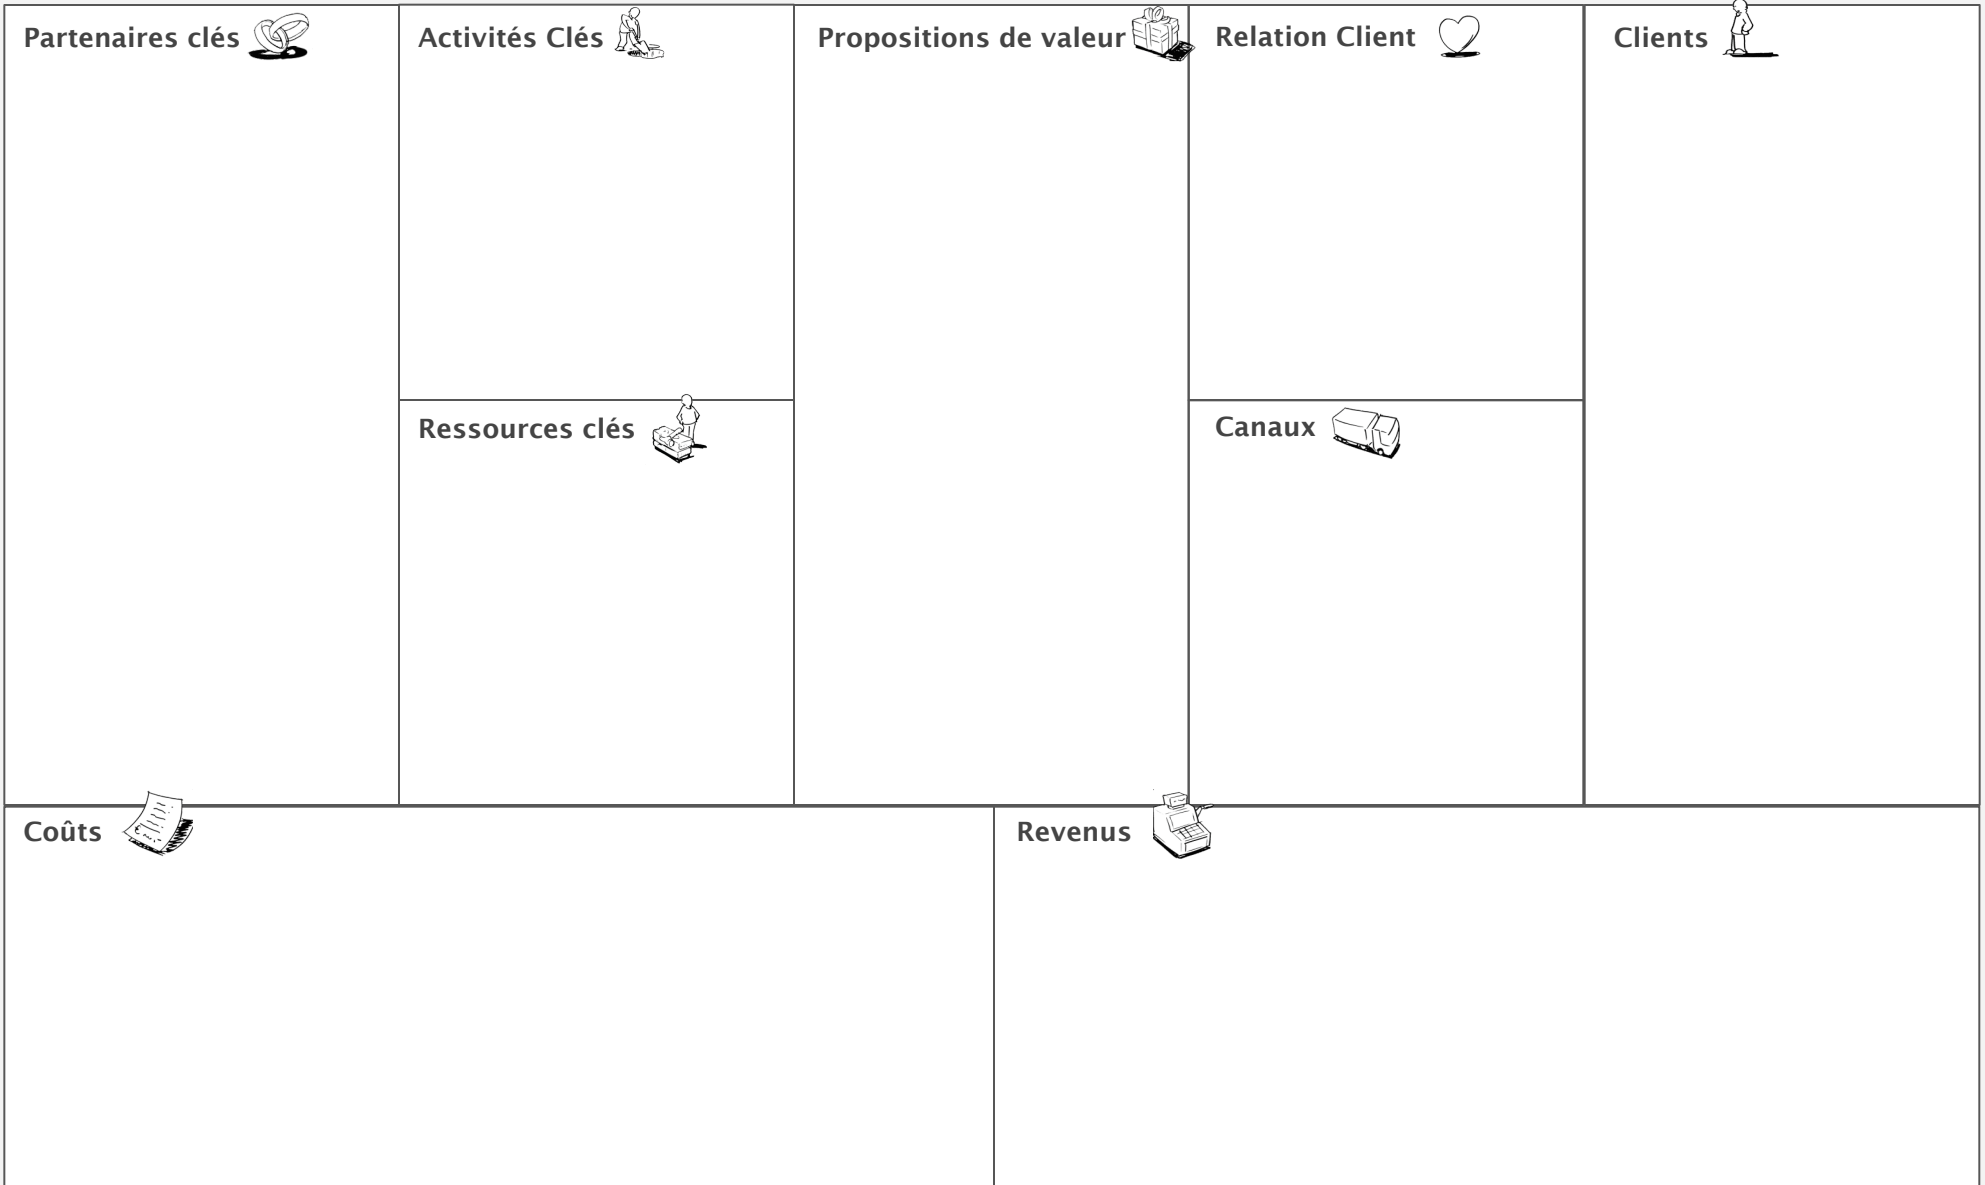 Partenaires clés
Activités Clés
Propositions de valeur
Relation Client
Clients
Ressources clés
Canaux
Coûts
Revenus